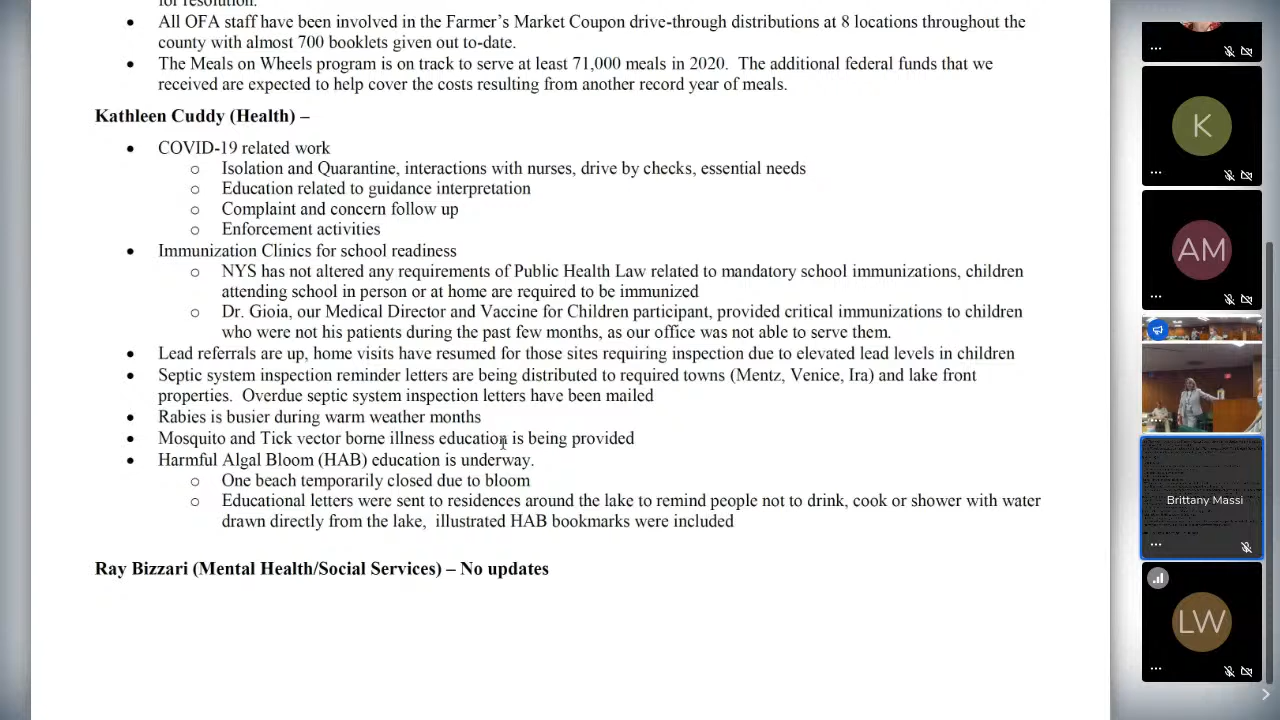 for resolution.
• All OFA staff have been involved in the Farmer's Market Coupon drive-through distributions at 8 locations throughout the
county with almost 700 booklets given out to-date.
• The Meals on Wheels program is on track to serve at least 71,000 meals in 2020. The additional federal funds that we
received are expected to help cover the costs resulting from another record year of meals.
Kathleen Cuddy (Health) –
• COVID-19 related work
o Isolation and Quarantine, interactions with nurses, drive by checks, essential needs
o Education related to guidance interpretation
o Complaint and concern follow up
o Enforcement activities
• Immunization Clinics for school readiness
o NYS has not altered any requirements of Public Health Law related to mandatory school immunizations, children
attending school in person or at home are required to be immunized
o Dr. Gioia, our Medical Director and Vaccine for Children participant, provided critical immunizations to children
who were not his patients during the past few months, as our office was not able to serve them.
• Lead referrals are up, home visits have resumed for those sites requiring inspection due to elevated lead levels in children
• Septic system inspection reminder letters are being distributed to required towns (Mentz, Venice, Ira) and lake front
properties. Overdue septic system inspection letters have been mailed
• Rabies is busier during warm weather months
• Mosquito and Tick vector borne illness education is being provided
• Harmful Algal Bloom (HAB) education is underway.
o One beach temporarily closed due to bloom
o Educational letters were sent to residents around the lake to remind people not to drink, cook or shower with water
drawn directly from the lake, illustrated HAB bookmarks were included
Ray Bizzari (Mental Health/Social Services) – No updates
K
AM
Brittany Massi
LW